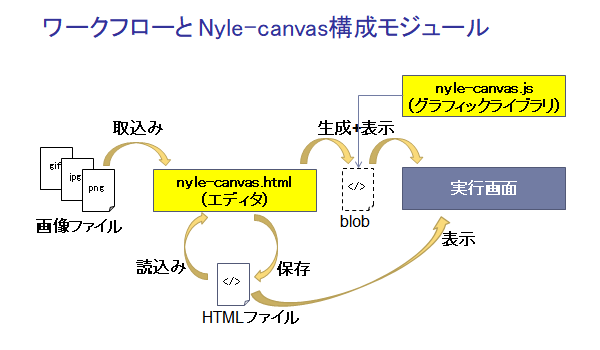 ワークフローと Nyle-canvas構成モジュール
nyle-canvas.js
（グラフィックライブラリ）
取込み
生成+表示
gif
jpg
png
nyle-canvas.html
（エディタ）
</>
実行画面
画像ファイル
blob
読込み
保存
表示
</>
HTMLファイル